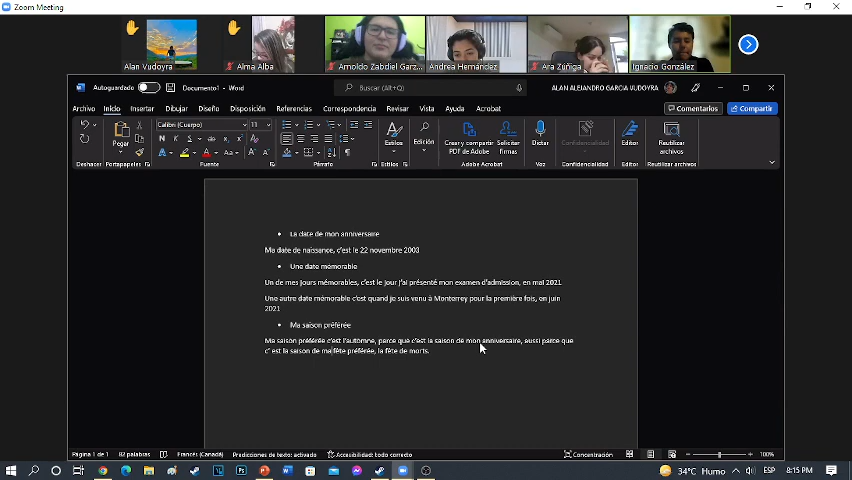 Zoom Meeting
Alan Vudoyra
Alma Alba
Arnoldo Zabdiel Garz...
Andrea Hernández
Ara Zúñiga
Ignacio González
Autoguardado
Documento1 - Word
Buscar (Alt+Q)
ALAN ALEJANDRO GARCIA VUDOYRA
Archivo Inicio Insertar Dibujar Diseño Disposición Referencias Correspondencia Revisar Vista Ayuda Acrobat
Comentarios
Compartir
Calibri (Cuerpo) 11
Pegar
Estilos
Edición
Crear y compartir PDF de Adobe
Solicitar firmas
Dictar
Confidencialidad
Editor
Reutilizar archivos
Deshacer Portapapeles Fuente Párrafo Estilos Adobe Acrobat Voz Confidencialidad Editor Reutilizar archivos
• La date de mon anniversaire
Ma date de naissance, c'est le 22 novembre 2003
• Une date mémorable
Un de mes jours mémorables, c'est le jour j'ai présenté mon examen d'admission, en mai 2021
Une autre date mémorable c'est quand je suis venu à Monterrey pour la première fois, en juin
2021
• Ma saison préférée
Ma saison préférée c'est l'automne, parce que c'est la saison de mon anniversaire, aussi parce que
c' est la saison de ma fête préférée, la fête de morts.
Página 1 de 1 82 palabras Francés (Canadá) Predicciones de texto: activado Accesibilidad: todo correcto Concentración 100%
34°C Humo ESP 8:15 PM